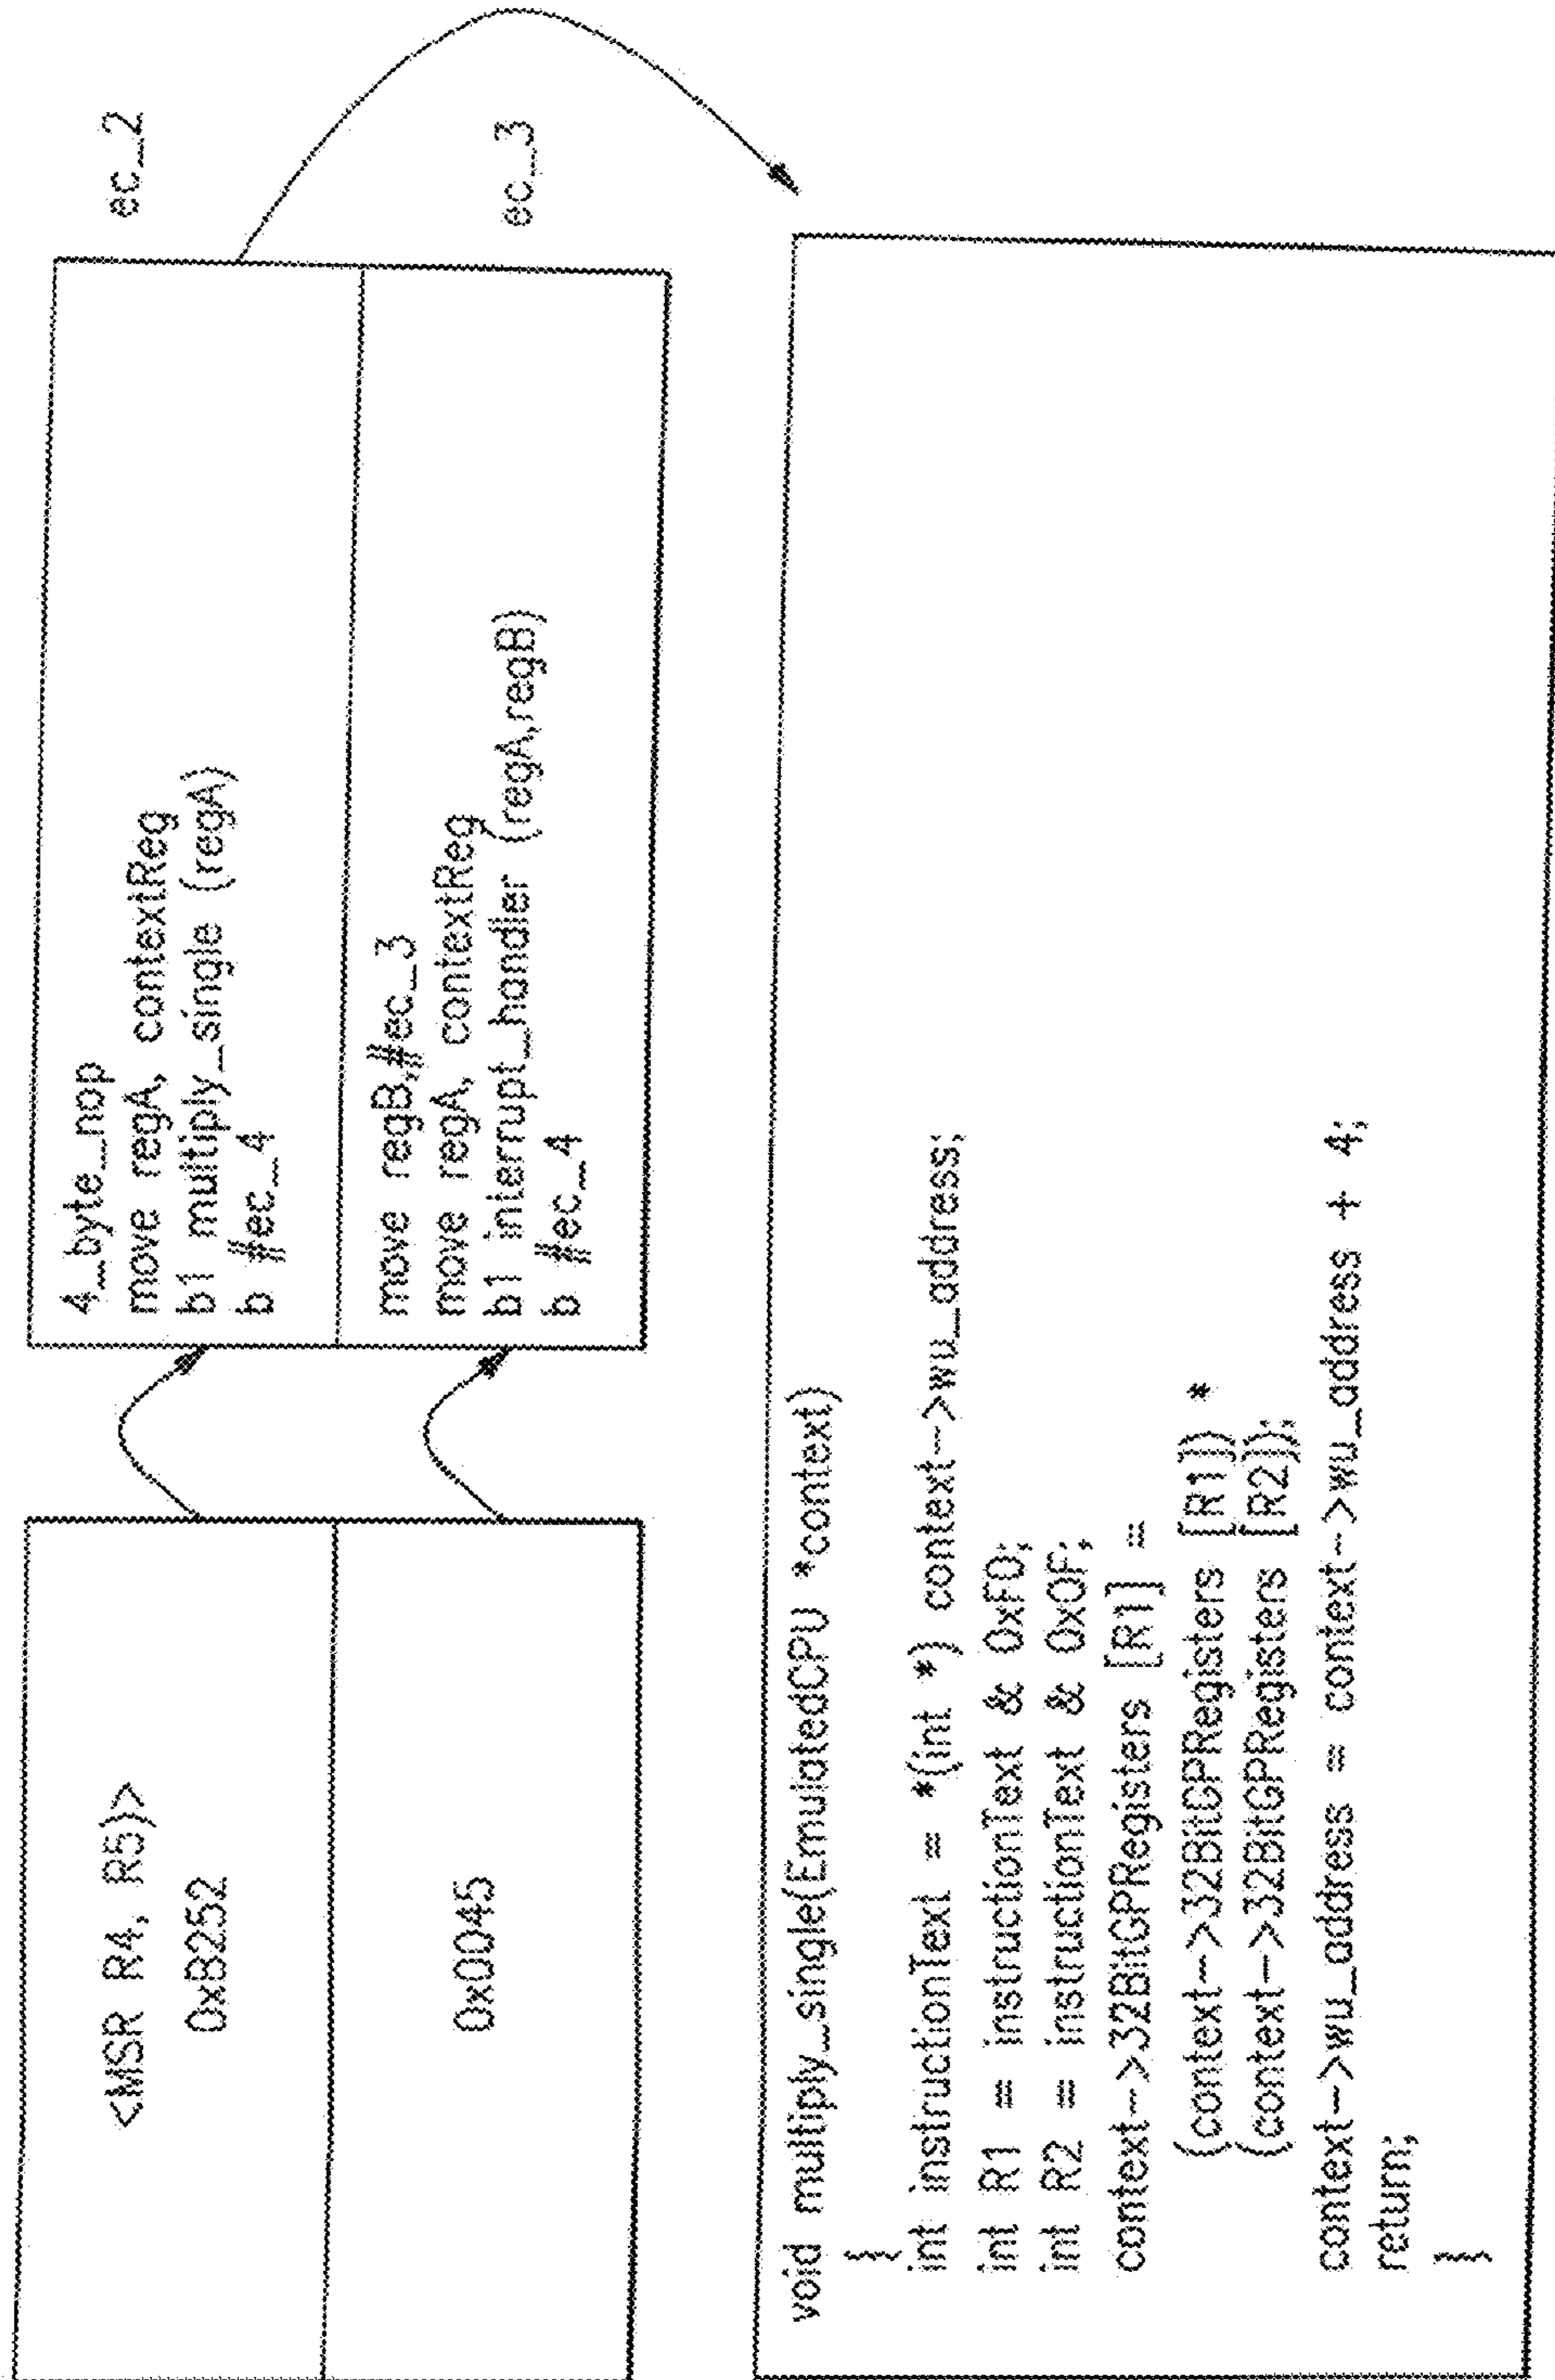 <MSR R4, R5)>
0xB252
0x0045
4_byte_nop
move regA, contextReg
b1 multiply_single (regA)
b #ec_4
ec_2
move regB,#ec_3
move regA, contextReg
b1 interrupt_handler (regA,regB)
b #ec_4
ec_3
void multiply_single(EmulatedCPU *context)
}
int instructionText = *(int *) context->wu_address;
int R1 = instructionText & 0xF0;
int R2 = instructionText & 0x0F;
context->32BitGPRegisters [R1] =
(context->32BitGPRegisters [R1]) *
(context->32BitGPRegisters [R2]);
context->wu_address = context->wu_address + 4;
return;
}